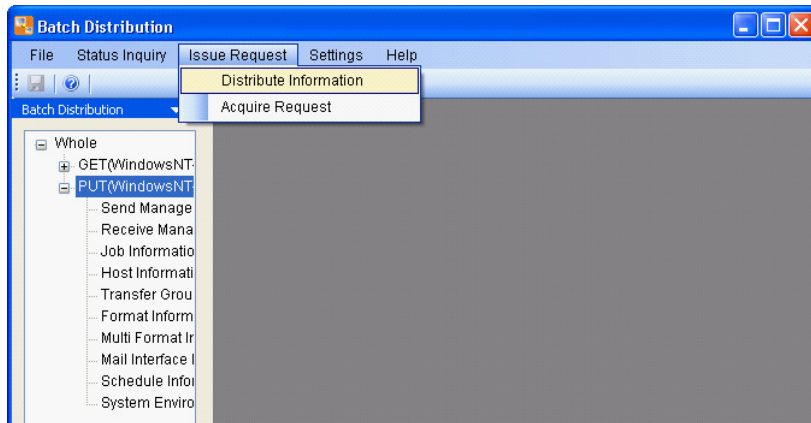 Batch Distribution
File Status Inquiry Issue Request Settings Help
Distribute Information
Acquire Request
Batch Distribution
Whole
GET(WindowsNT-
PUT(WindowsNT-
Send Manage
Receive Mana
Job Informatio
Host Informati
Transfer Grou
Format Inform
Multi Format Ir
Mail Interface I
Schedule Infor
System Enviro